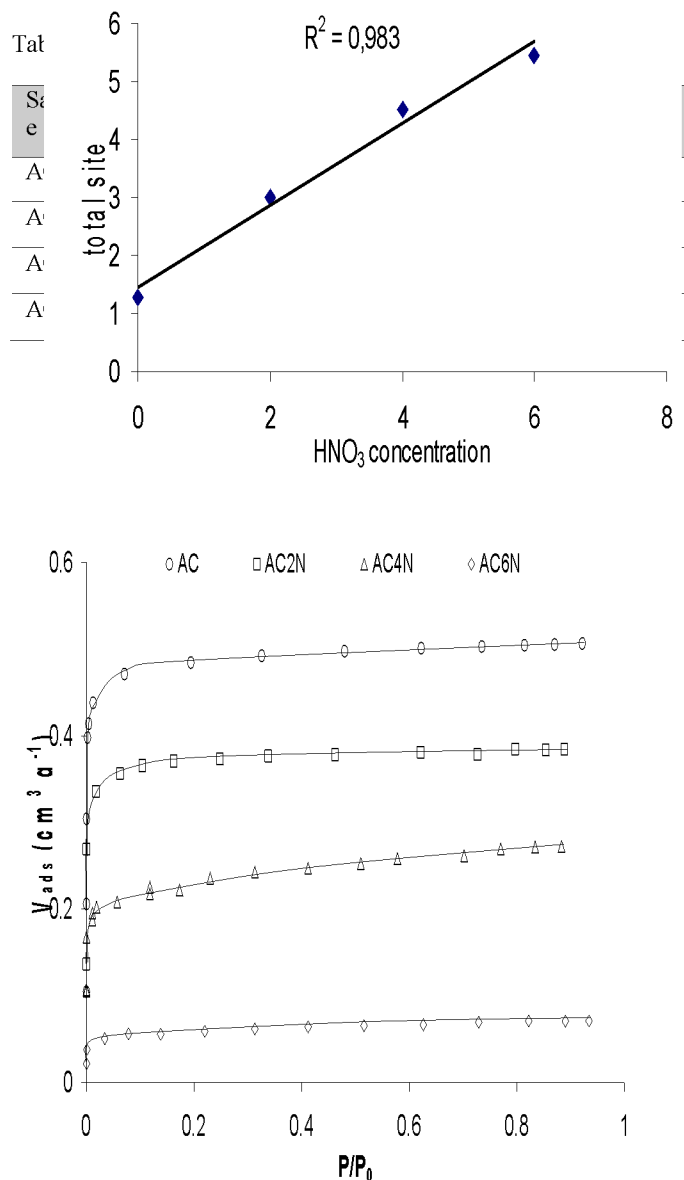 6
R² = 0,983
5
4
3
2
1
0
total site
0 2 4 6 8
HNO₃ concentration
0.6
AC AC2N AC4N AC6N
0.4
0.2
0
V ads (cm³ g⁻¹)
0 0.2 0.4 0.6 0.8 1
P/P₀